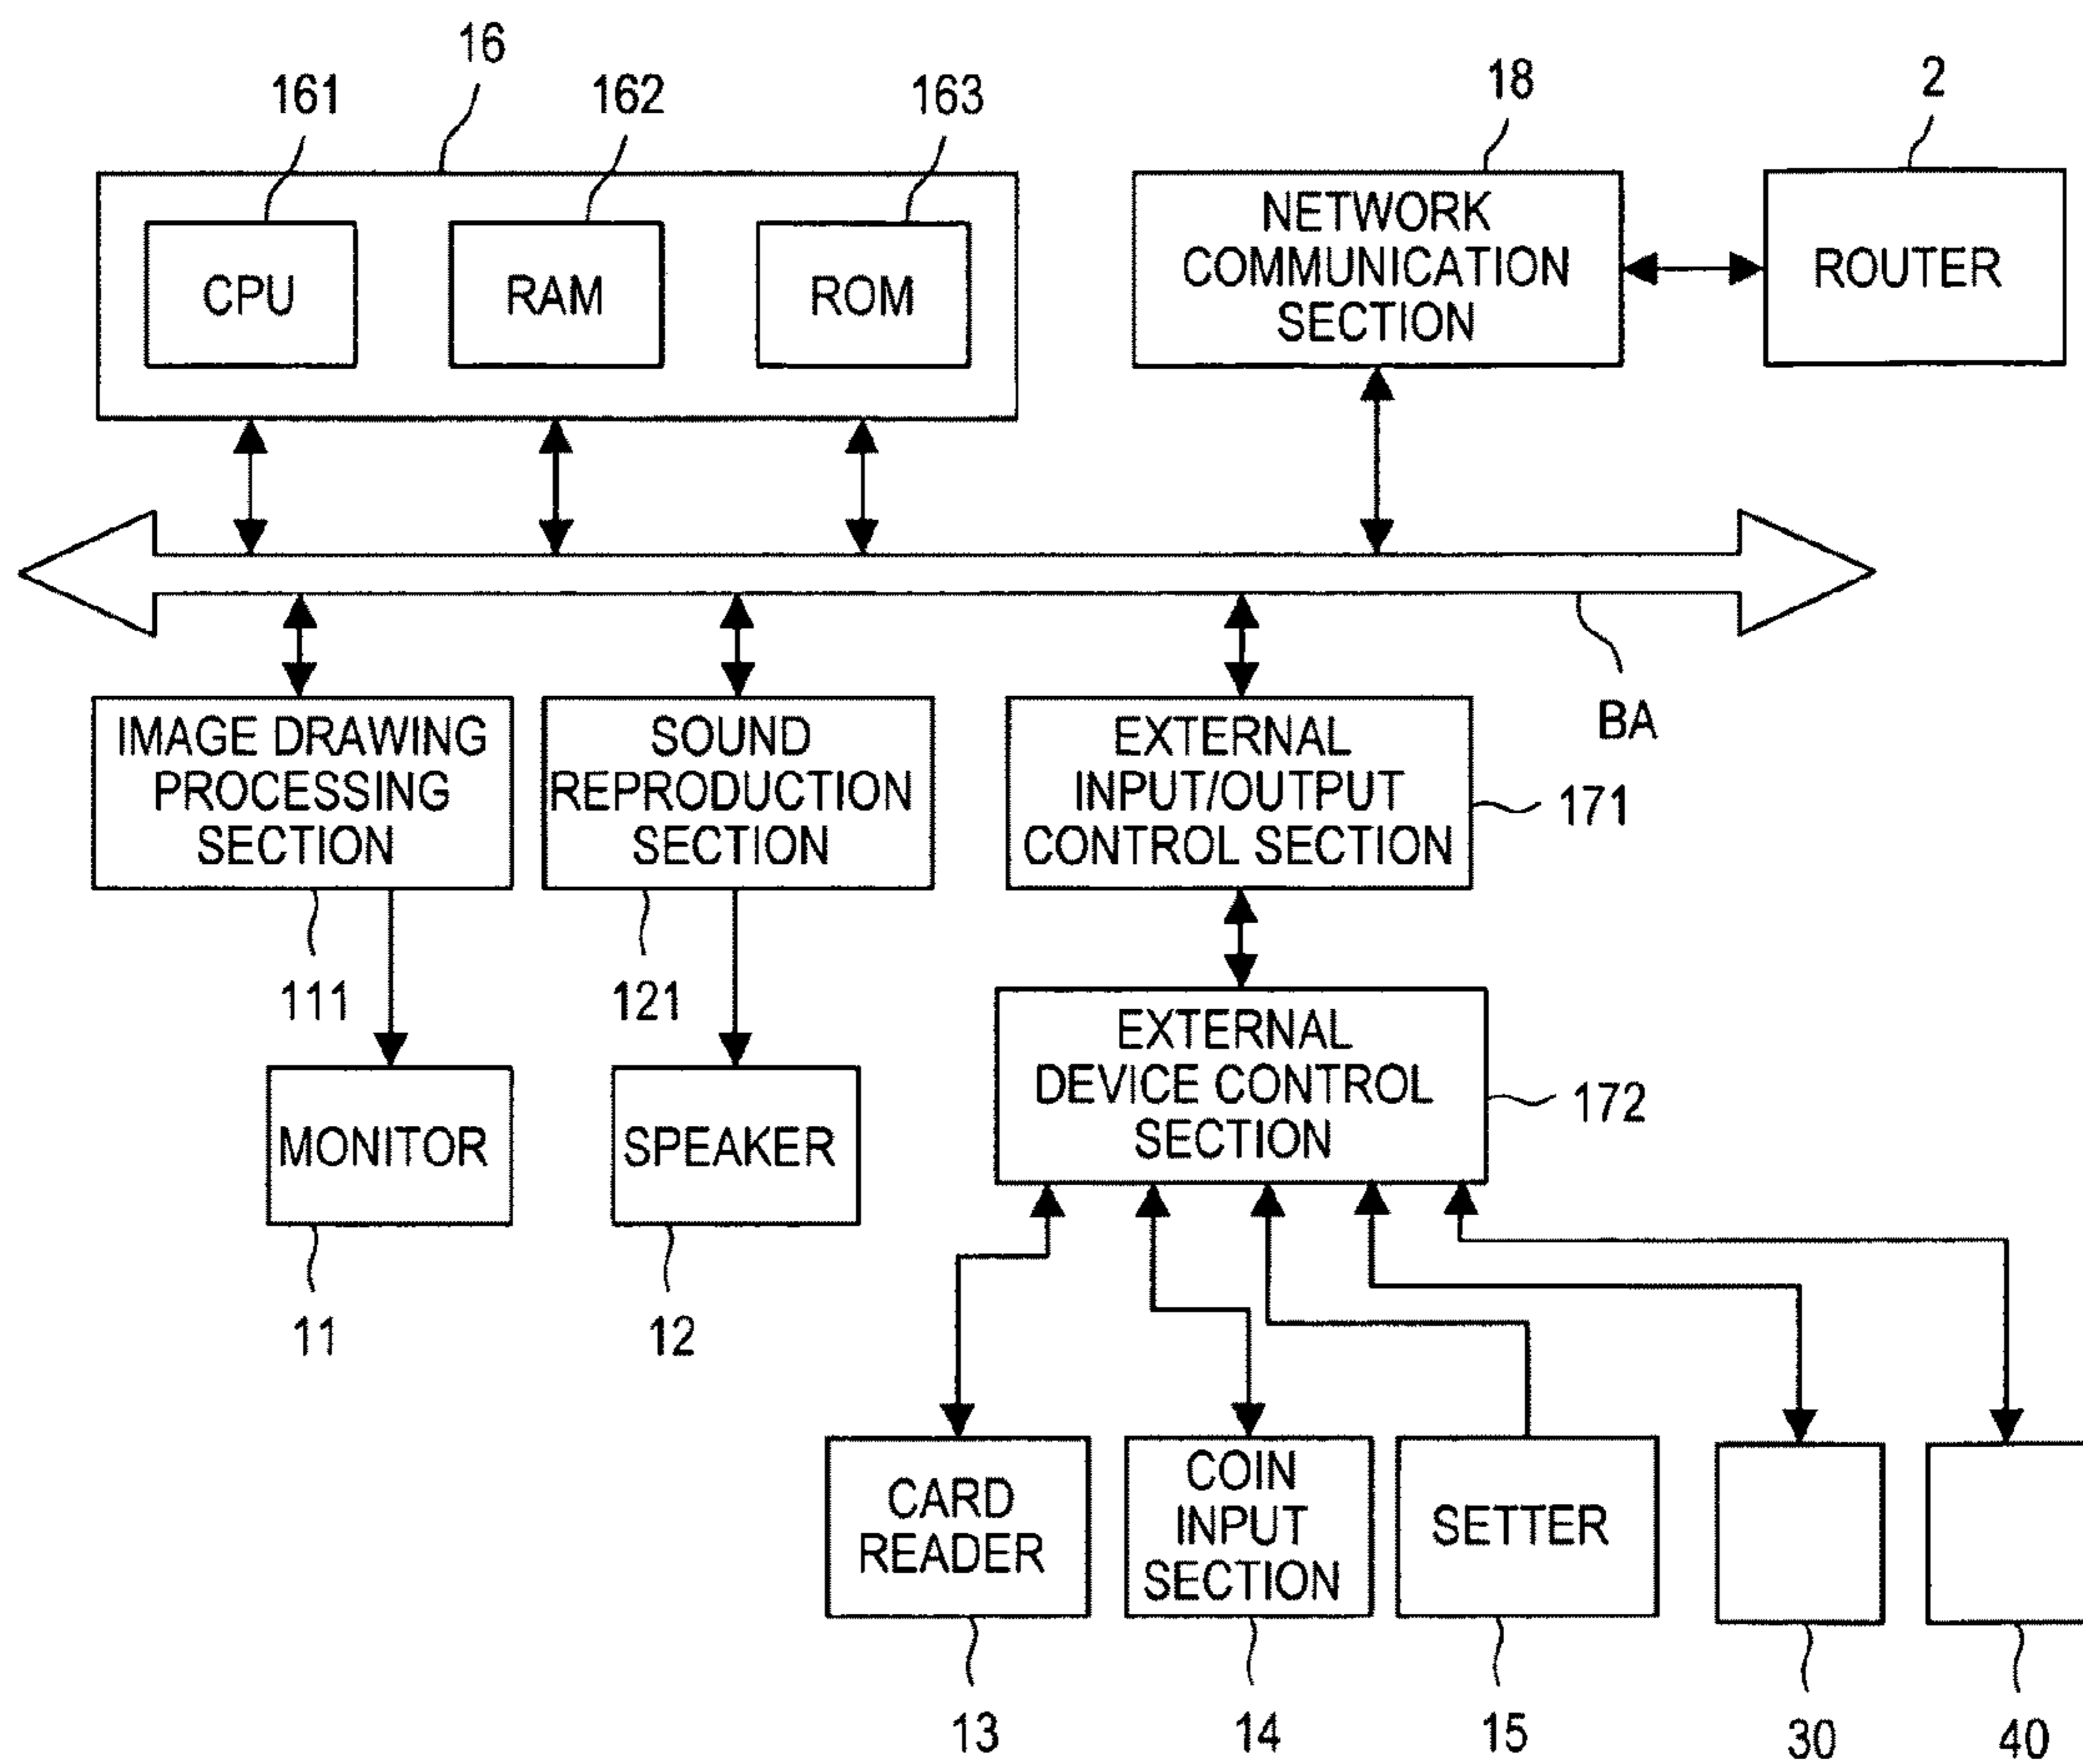 16
161
162
163
18
2
CPU
RAM
ROM
NETWORK
COMMUNICATION
SECTION
ROUTER
BA
IMAGE DRAWING
PROCESSING
SECTION
SOUND
REPRODUCTION
SECTION
EXTERNAL
INPUT/OUTPUT
CONTROL SECTION
171
111
121
EXTERNAL
DEVICE CONTROL
SECTION
172
MONITOR
SPEAKER
11
12
CARD
READER
COIN
INPUT
SECTION
SETTER
13
14
15
30
40